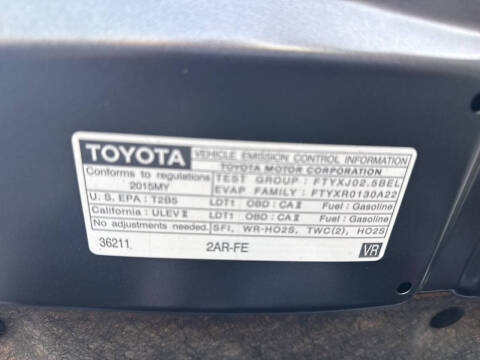 TOYOTA VEHICLE EMISSION CONTROL INFORMATION
TOYOTA MOTOR CORPORATION
Conforms to regulations TEST GROUP : FTYXJ02.5BEL
2015MY EVAP FAMILY : FTYXR0130A22
U. S. EPA : T2B5 LDT1 OBD : CA II Fuel : Gasoline
California : ULEV II LDT1 OBD : CA II Fuel : Gasoline
No adjustments needed. SFI, WR-HO2S, TWC(2), HO2S
36211 2AR-FE VR